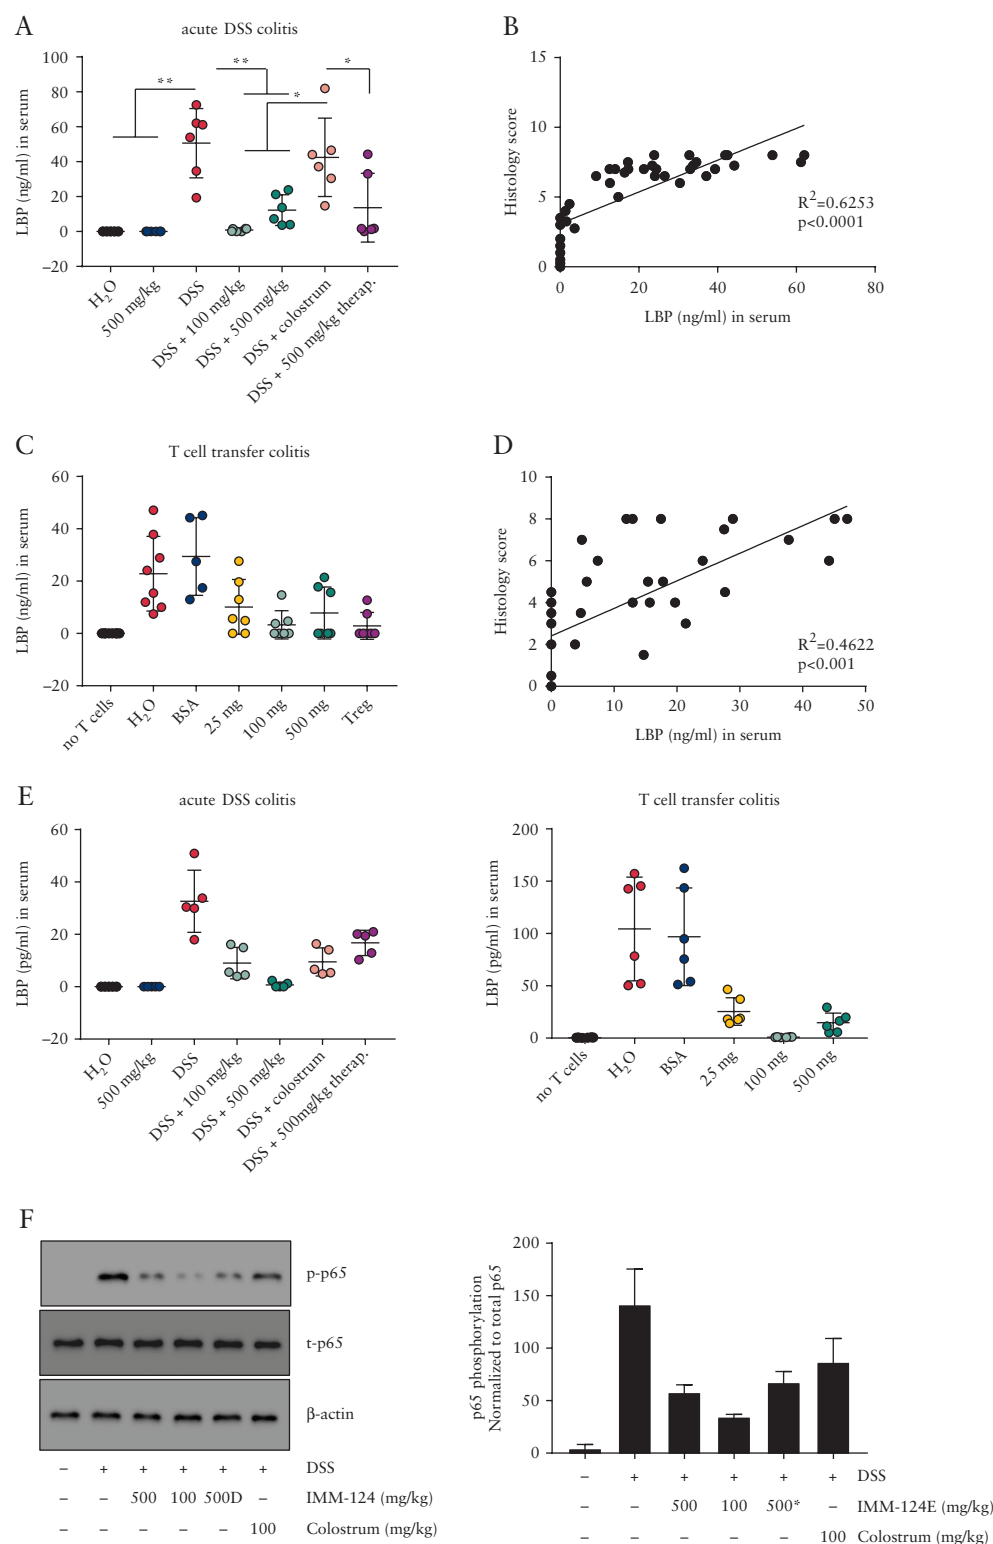 A
acute DSS colitis
LBP (ng/ml) in serum
100
80
60
40
20
0
–20
**
**
*
*
H2O
500 mg/kg
DSS
DSS + 100 mg/kg
DSS + 500 mg/kg
DSS + colostrum
DSS + 500 mg/kg therap.
B
Histology score
15
10
5
0
R2=0.6253
p<0.0001
0 20 40 60 80
LBP (ng/ml) in serum
C
T cell transfer colitis
LBP (ng/ml) in serum
60
40
20
0
–20
no T cells
H2O
BSA
25 mg
100 mg
500 mg
Treg
D
Histology score
10
8
6
4
2
0
R2=0.4622
p<0.001
0 10 20 30 40 50
LBP (ng/ml) in serum
E
acute DSS colitis
LBP (pg/ml) in serum
60
40
20
0
–20
H2O
500 mg/kg
DSS
DSS + 100 mg/kg
DSS + 500 mg/kg
DSS + colostrum
DSS + 500mg/kg therap.
T cell transfer colitis
LBP (pg/ml) in serum
200
150
100
50
0
no T cells
H2O
BSA
25 mg
100 mg
500 mg
F
p-p65
t-p65
β-actin
– + + + + + DSS
– – 500 100 500D – IMM-124 (mg/kg)
– – – – – 100 Colostrum (mg/kg)
p65 phosphorylation
Normalized to total p65
200
150
100
50
0
– + + + + + DSS
– – 500 100 500* – IMM-124E (mg/kg)
– – – – – 100 Colostrum (mg/kg)